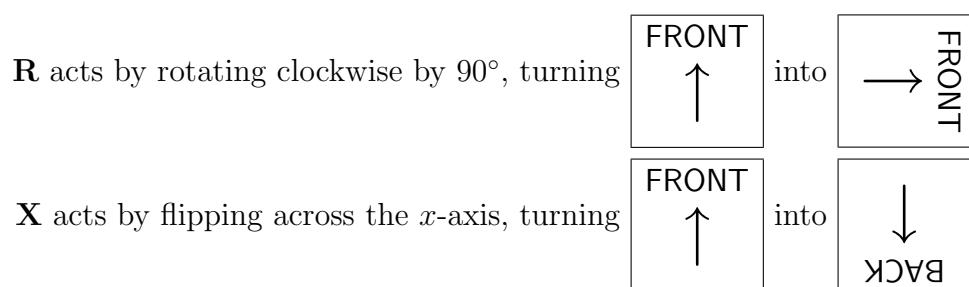 R acts by rotating clockwise by 90°, turning FRONT into FRONT
X acts by flipping across the x-axis, turning FRONT into BACK